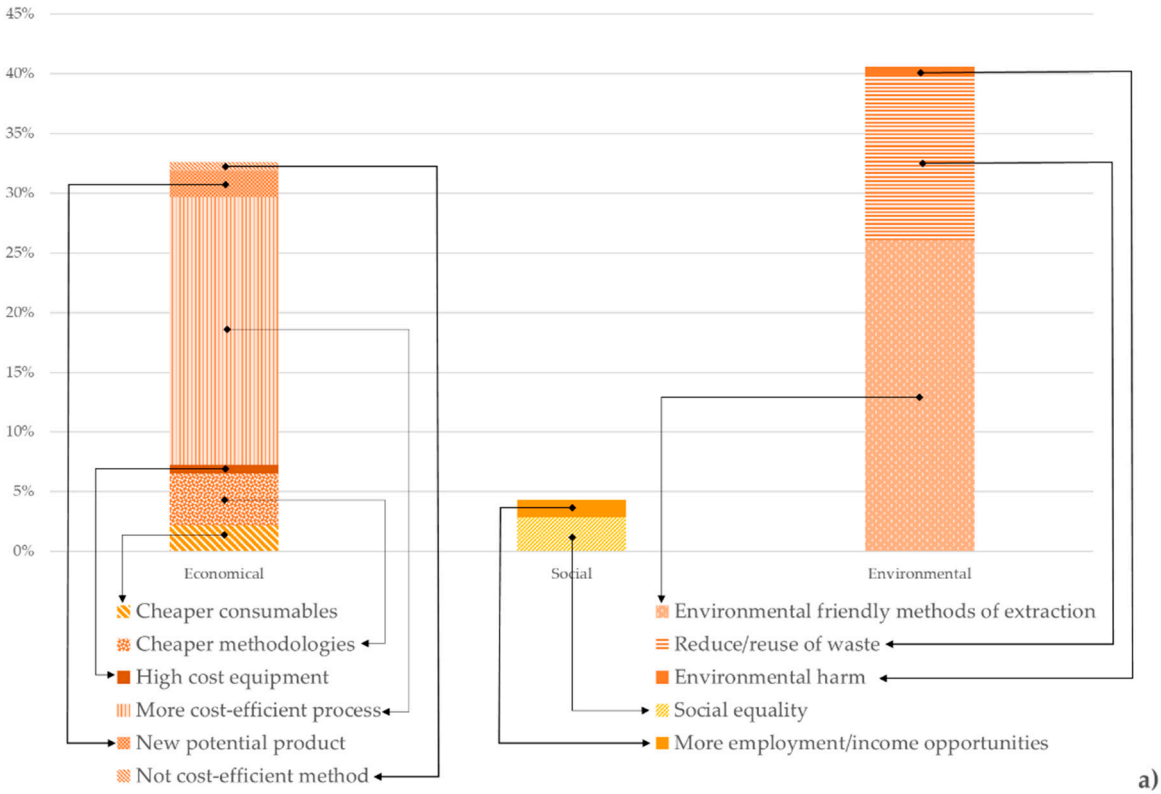 45%
40%
35%
30%
25%
20%
15%
10%
5%
0%
Economical
Social
Environmental
Cheaper consumables
Cheaper methodologies
High cost equipment
More cost-efficient process
New potential product
Not cost-efficient method
Environmental friendly methods of extraction
Reduce/reuse of waste
Environmental harm
Social equality
More employment/income opportunities
a)